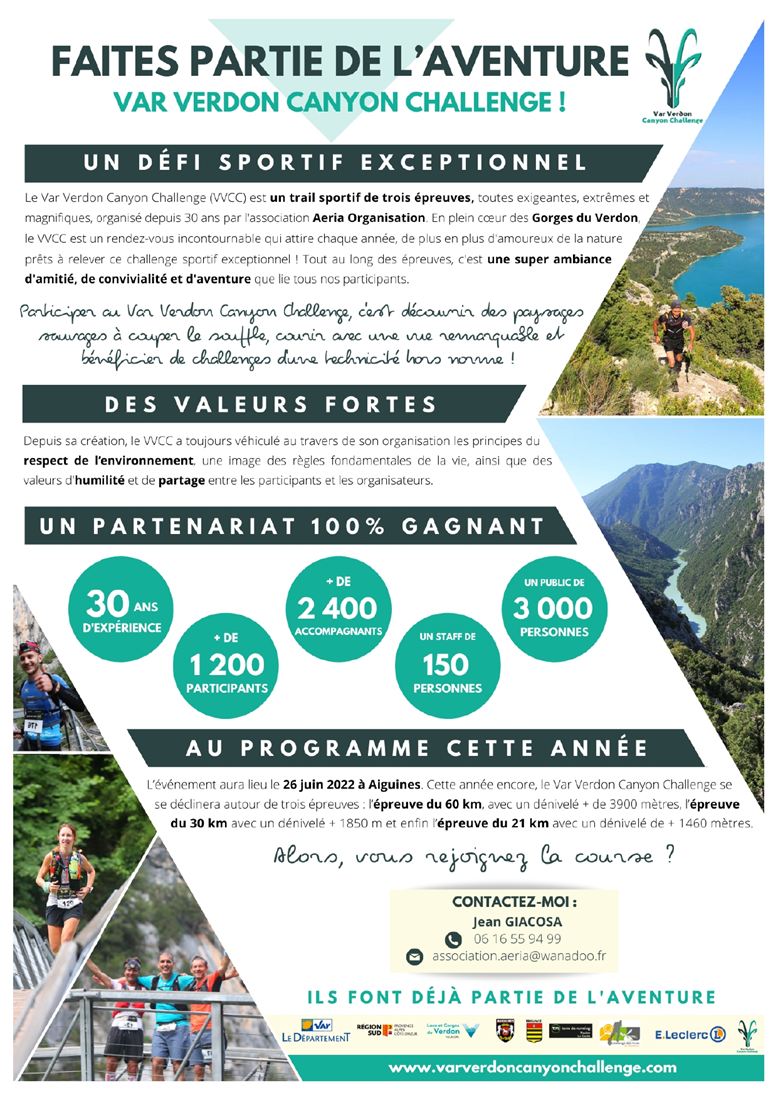 FAITES PARTIE DE L'AVENTURE
VAR VERDON CANYON CHALLENGE !
Var Verdon
Canyon Challenge
UN DÉFI SPORTIF EXCEPTIONNEL
Le Var Verdon Canyon Challenge (VVCC) est un trail sportif de trois épreuves, toutes exigeantes, extrêmes et
magnifiques, organisé depuis 30 ans par l'association Aeria Organisation. En plein cœur des Gorges du Verdon,
le VVCC est un rendez-vous incontournable qui attire chaque année, de plus en plus d'amoureux de la nature
prêts à relever ce challenge sportif exceptionnel ! Tout au long des épreuves, c'est une super ambiance
d'amitié, de convivialité et d'aventure que lie tous nos participants.
Participer au Var Verdon Canyon Challenge, c'est découvrir des paysages
sauvages à couper le souffle, courir avec une vue remarquable et
bénéficier de challenges d'une technicité hors norme !
DES VALEURS FORTES
Depuis sa création, le VVCC a toujours véhiculé au travers de son organisation les principes du
respect de l'environnement, une image des règles fondamentales de la vie, ainsi que des
valeurs d'humilité et de partage entre les participants et les organisateurs.
UN PARTENARIAT 100% GAGNANT
30 ANS
D'EXPÉRIENCE
+ DE
1 200
PARTICIPANTS
+ DE
2 400
ACCOMPAGNANTS
UN STAFF DE
150
PERSONNES
UN PUBLIC DE
3 000
PERSONNES
AU PROGRAMME CETTE ANNÉE
L'événement aura lieu le 26 juin 2022 à Aiguines. Cette année encore, le Var Verdon Canyon Challenge se
se déclinera autour de trois épreuves : l'épreuve du 60 km, avec un dénivelé + de 3900 mètres, l'épreuve
du 30 km avec un dénivelé + 1850 m et enfin l'épreuve du 21 km avec un dénivelé de + 1460 mètres.
Alors, vous rejoignez la course ?
CONTACTEZ-MOI :
Jean GIACOSA
06 16 55 94 99
association.aeria@wanadoo.fr
ILS FONT DÉJÀ PARTIE DE L'AVENTURE
Var
LE DÉPARTEMENT
RÉGION
SUD
PROVENCE
ALPES
CÔTE D'AZUR
Lacs et Gorges
du Verdon
E.Leclerc L
Var Verdon
Canyon Challenge
www.varverdoncanyonchallenge.com